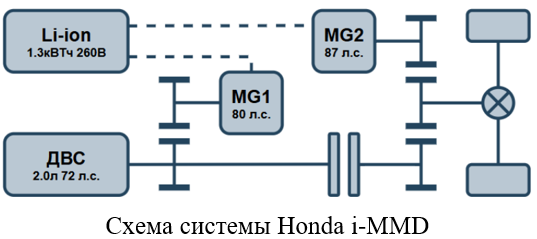 Li-ion
1.3кВТч 260В
MG2
87 л.с.
MG1
80 л.с.
ДВС
2.0л 72 л.с.
Схема системы Honda i-MMD